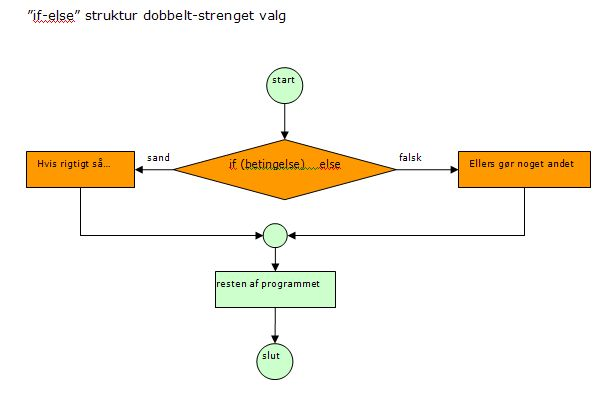 ”if-else” struktur dobbelt-strenget valg
start
Hvis rigtigt så...
sand
if (betingelse)....else
falsk
Ellers gør noget andet
resten af programmet
slut